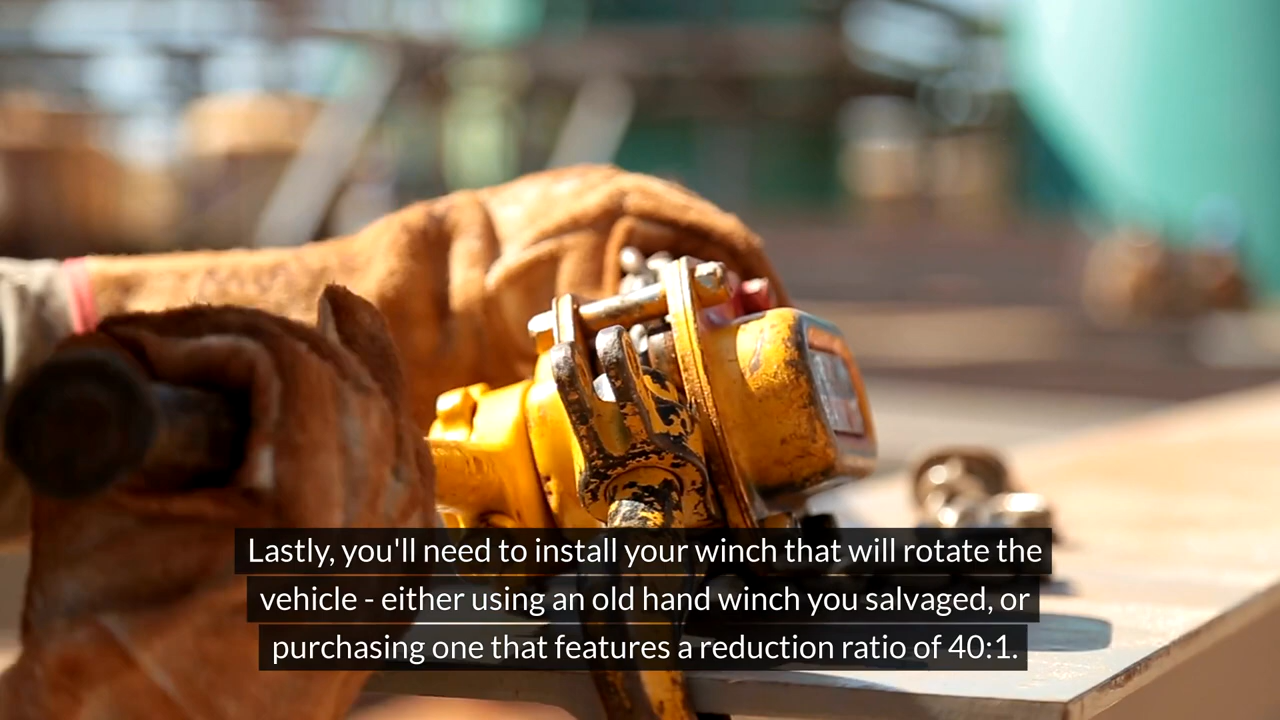 Lastly, you'll need to install your winch that will rotate the
vehicle - either using an old hand winch you salvaged, or
purchasing one that features a reduction ratio of 40:1.